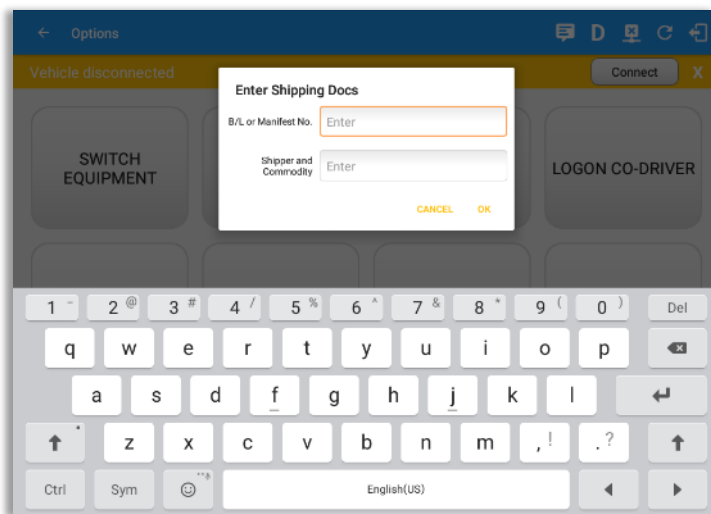 Options
D
Vehicle disconnected
Connect
X
Enter Shipping Docs
B/L or Manifest No.
Enter
Shipper and
Commodity
Enter
CANCEL
OK
SWITCH
EQUIPMENT
LOGON CO-DRIVER
1 - 2 @ 3 # 4 / 5 % 6 ^ 7 & 8 * 9 ( 0 ) Del
q w e r t y u i o p
a s d f g h j k l
z x c v b n m , ! . ?
Ctrl Sym English(US)